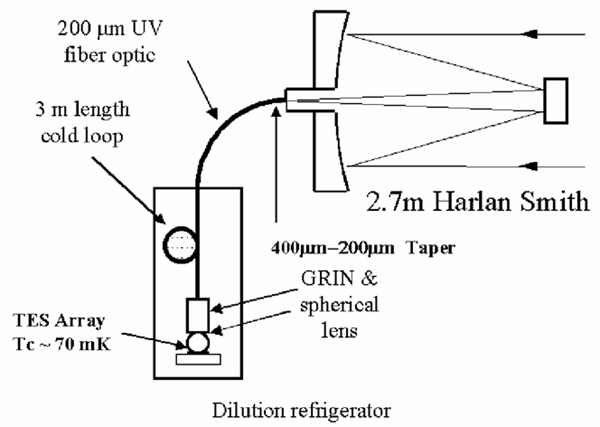 200 μm UV
fiber optic
3 m length
cold loop
2.7m Harlan Smith
400μm–200μm Taper
GRIN &
spherical
lens
TES Array
Tc ~ 70 mK
Dilution refrigerator